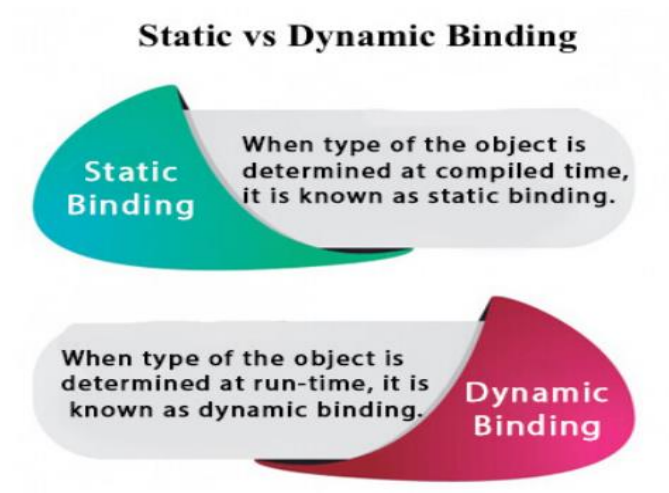 Static vs Dynamic Binding
Static
Binding
When type of the object is
determined at compiled time,
it is known as static binding.
When type of the object is
determined at run-time, it is
known as dynamic binding.
Dynamic
Binding